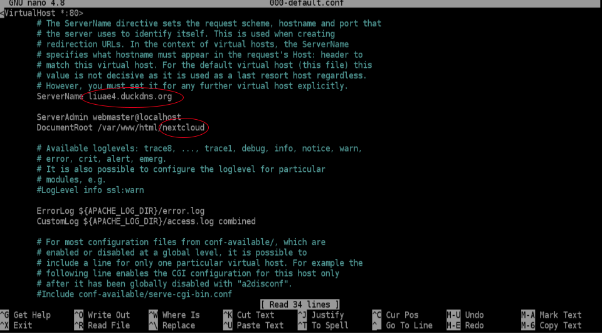 GNU nano 4.8 000-default.conf
<VirtualHost *:80>
# The ServerName directive sets the request scheme, hostname and port that
# the server uses to identify itself. This is used when creating
# redirection URLs. In the context of virtual hosts, the ServerName
# specifies what hostname must appear in the request's Host: header to
# match this virtual host. For the default virtual host (this file) this
# value is not decisive as it is used as a last resort host regardless.
# However, you must set it for any further virtual host explicitly.
ServerName liuae4.duckdns.org
ServerAdmin webmaster@localhost
DocumentRoot /var/www/html/nextcloud
# Available loglevels: trace8, ..., trace1, debug, info, notice, warn,
# error, crit, alert, emerg.
# It is also possible to configure the loglevel for particular
# modules, e.g.
#LogLevel info ssl:warn
ErrorLog ${APACHE_LOG_DIR}/error.log
CustomLog ${APACHE_LOG_DIR}/access.log combined
# For most configuration files from conf-available/, which are
# enabled or disabled at a global level, it is possible to
# include a line for only one particular virtual host. For example the
# following line enables the CGI configuration for this host only
# after it has been globally disabled with "a2disconf".
#Include conf-available/serve-cgi-bin.conf
[ Read 34 lines ]
^G Get Help ^O Write Out ^W Where Is ^K Cut Text ^J Justify ^C Cur Pos M-U Undo M-A Mark Text
^X Exit ^R Read File ^\ Replace ^U Paste Text ^T To Spell ^_ Go To Line M-E Redo M-6 Copy Text